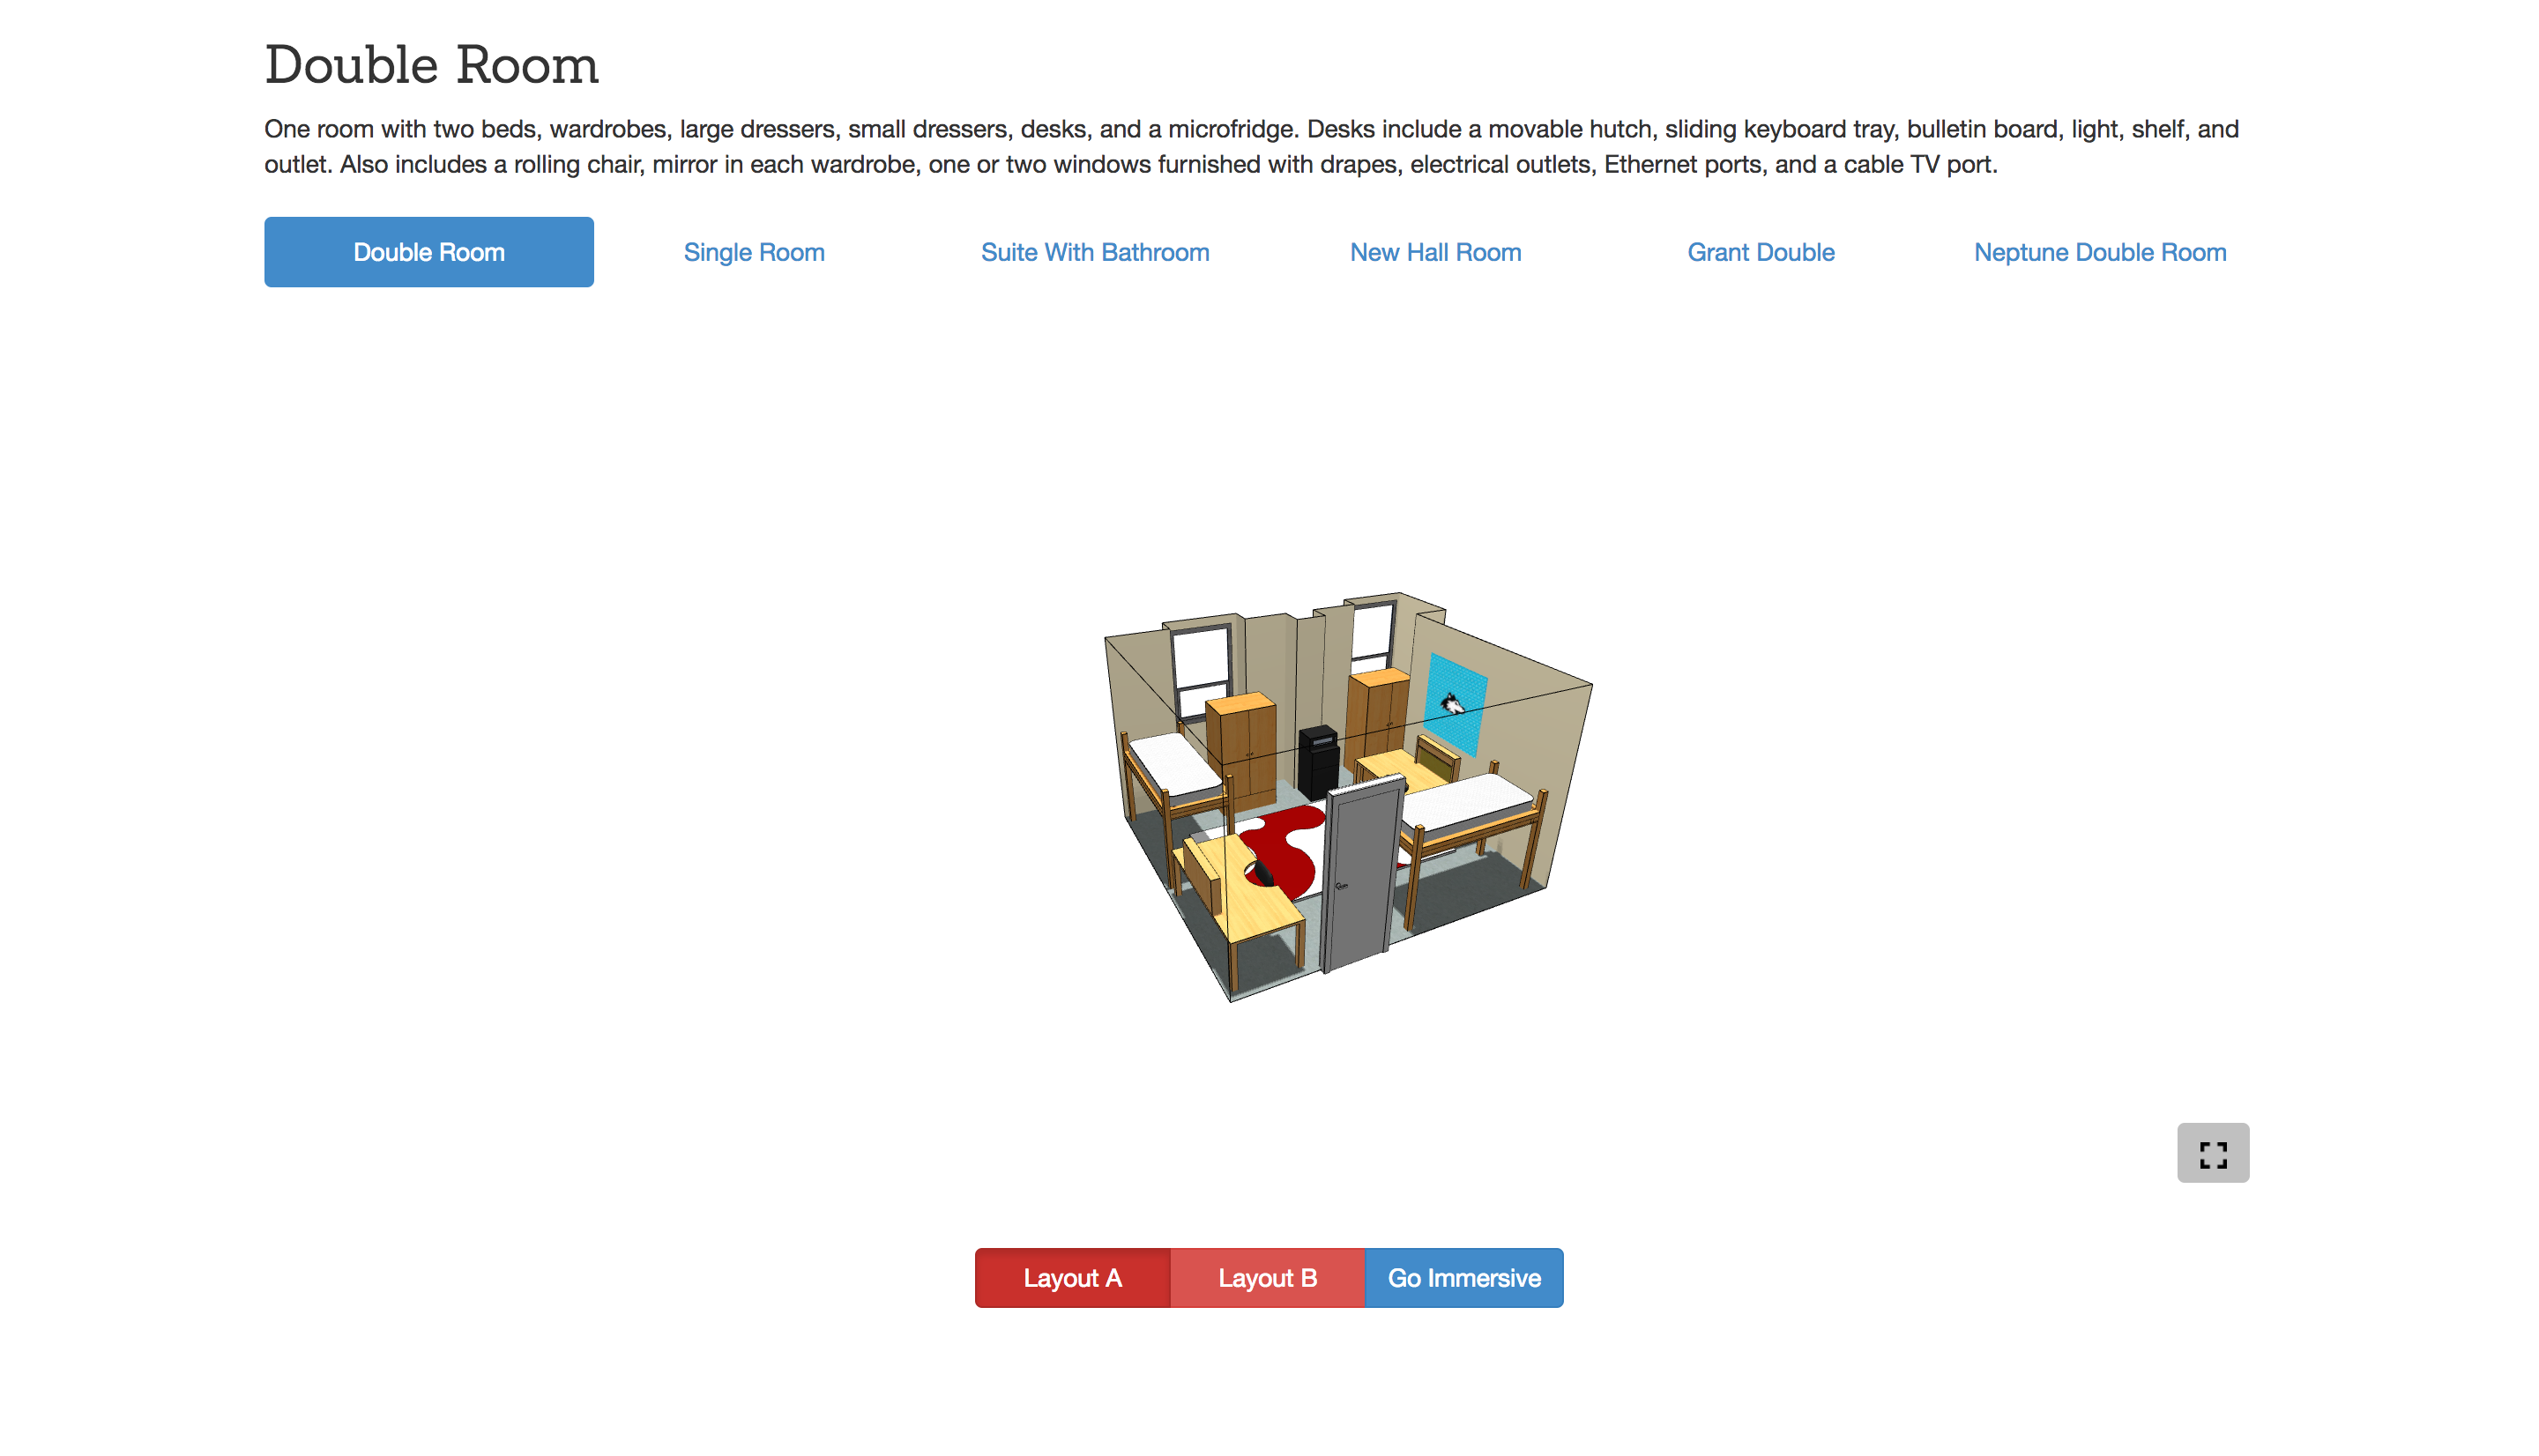 Double Room
One room with two beds, wardrobes, large dressers, small dressers, desks, and a microfridge. Desks include a movable hutch, sliding keyboard tray, bulletin board, light, shelf, and
outlet. Also includes a rolling chair, mirror in each wardrobe, one or two windows furnished with drapes, electrical outlets, Ethernet ports, and a cable TV port.
Double Room
Single Room
Suite With Bathroom
New Hall Room
Grant Double
Neptune Double Room
Layout A
Layout B
Go Immersive